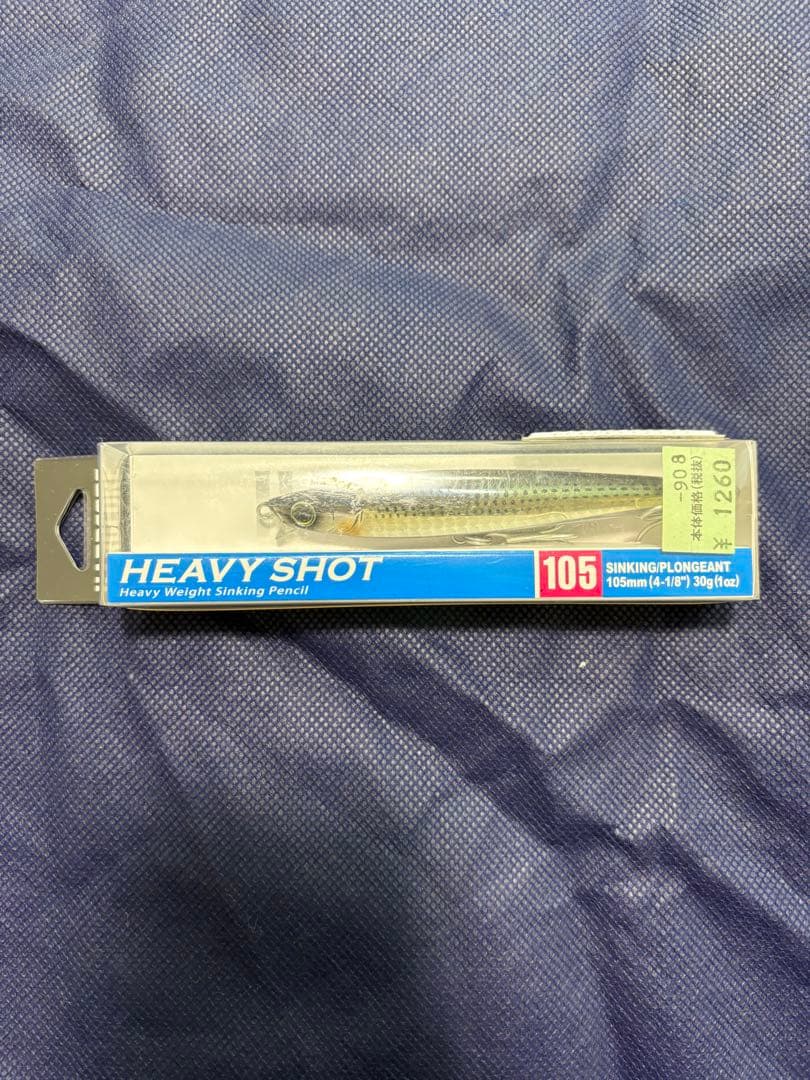 HEAVY SHOT
Heavy Weight Sinking Pencil
105
SINKING/PLONGEANT
105mm (4-1/8") 30g (1oz)
-908
本体価格(税抜)
¥ 1260